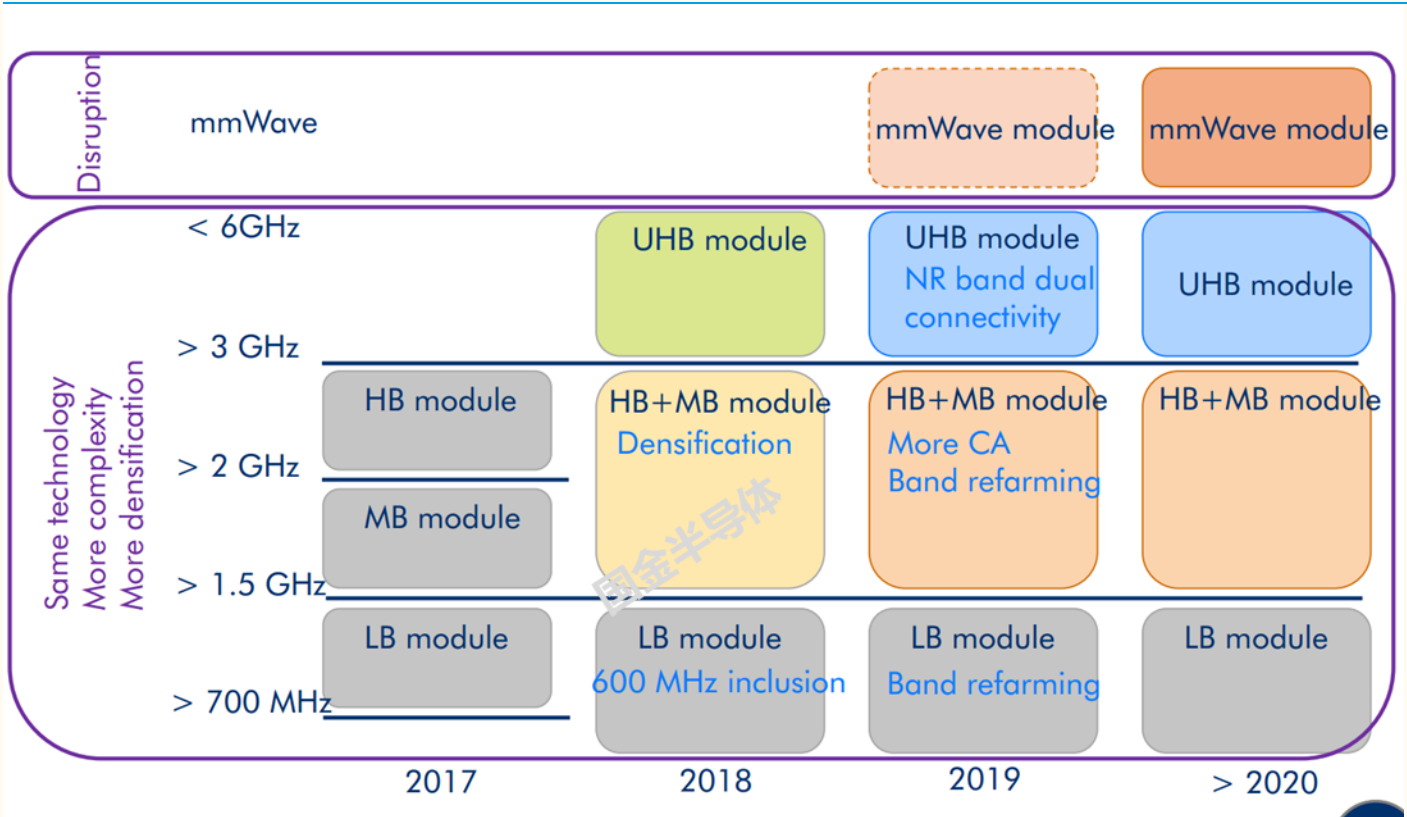 Disruption
mmWave
mmWave module
mmWave module
< 6GHz
UHB module
UHB module
NR band dual
connectivity
UHB module
> 3 GHz
Same technology
More complexity
More densification
HB module
HB+MB module
Densification
HB+MB module
More CA
Band refarming
HB+MB module
> 2 GHz
MB module
国金半导体
> 1.5 GHz
LB module
LB module
600 MHz inclusion
LB module
Band refarming
LB module
> 700 MHz
2017
2018
2019
> 2020